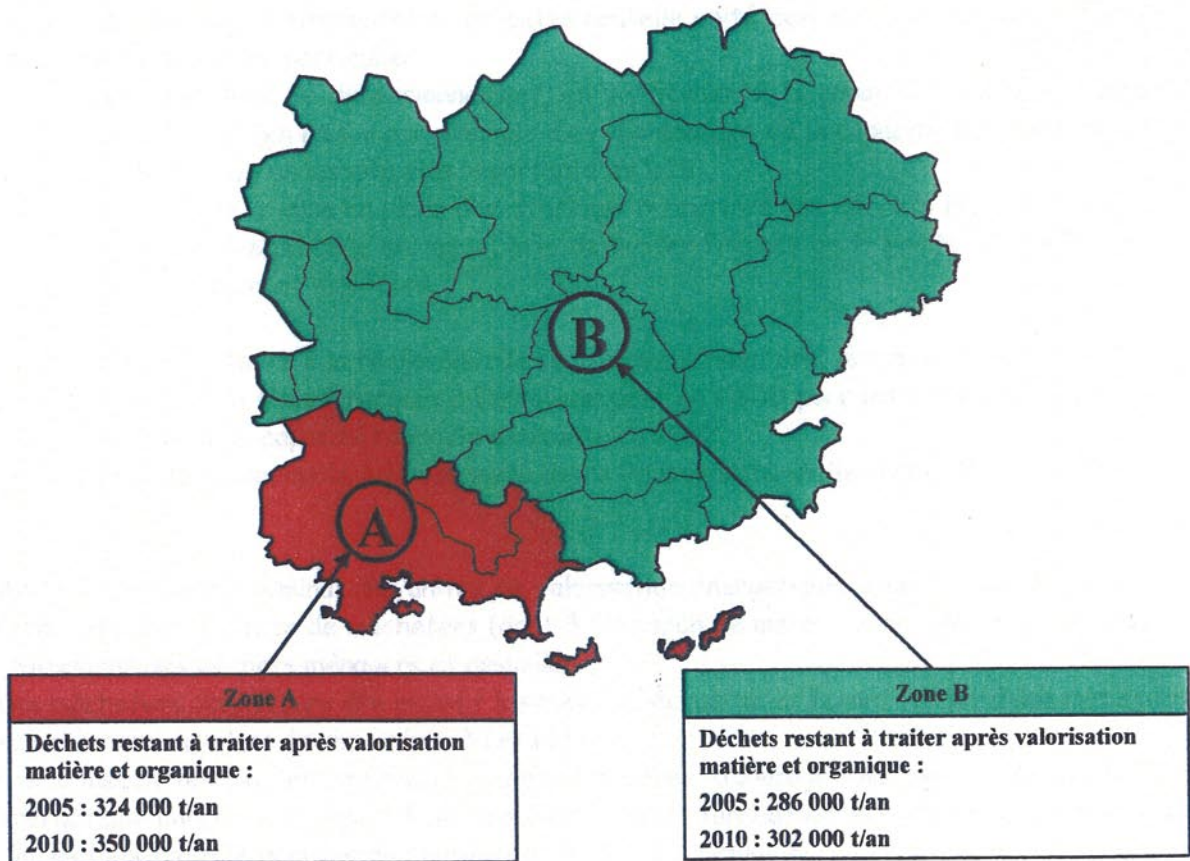 B
A
Zone A
Déchets restant à traiter après valorisation
matière et organique :
2005 : 324 000 t/an
2010 : 350 000 t/an
Zone B
Déchets restant à traiter après valorisation
matière et organique :
2005 : 286 000 t/an
2010 : 302 000 t/an